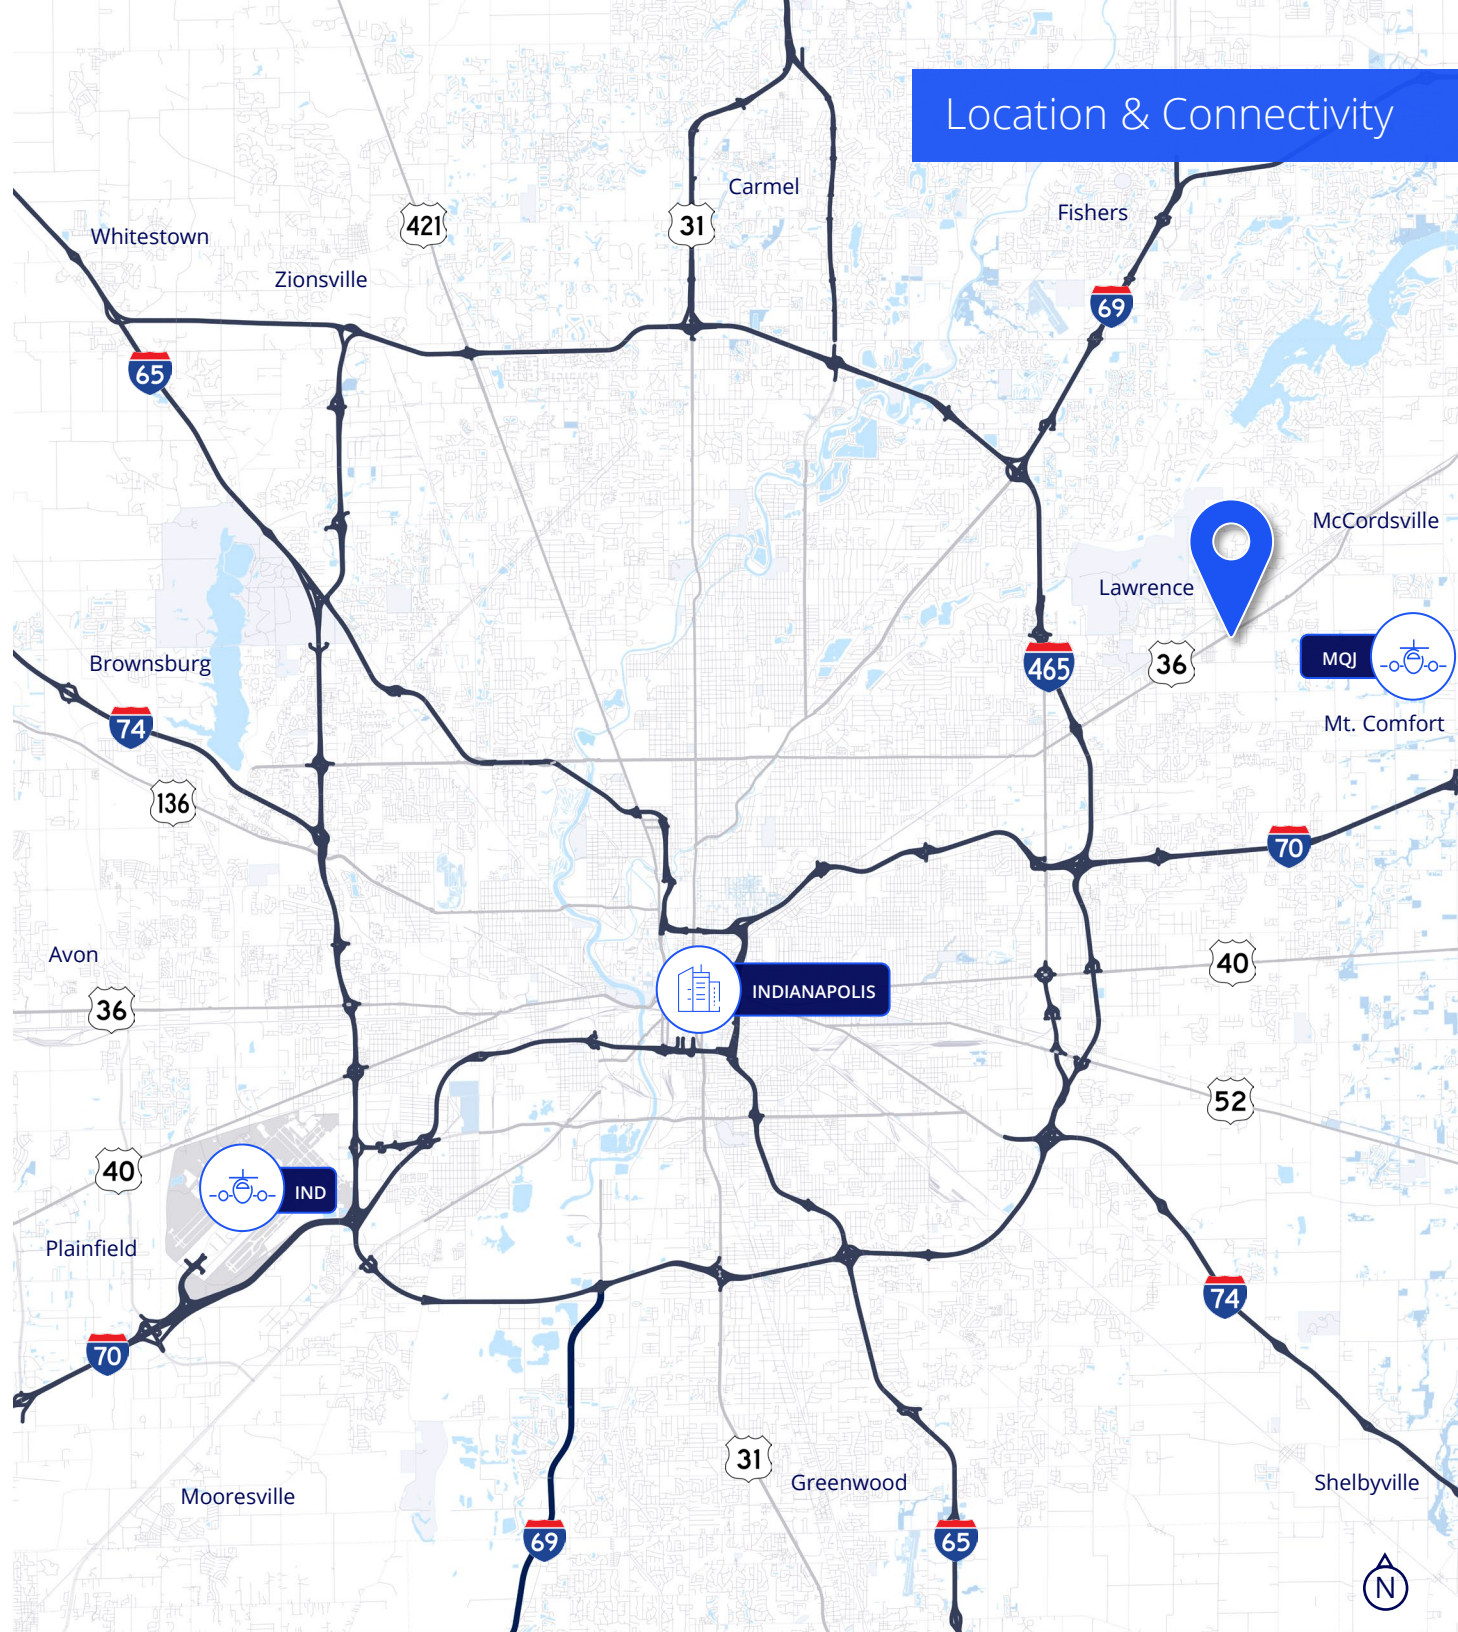 Location & Connectivity
Carmel
Fishers
421
31
Whitestown
Zionsville
69
65
McCordsville
Lawrence
MQJ
Brownsburg
465
36
74
Mt. Comfort
136
70
Avon
40
INDIANAPOLIS
36
52
40
IND
Plainfield
74
70
31
Greenwood
Shelbyville
Mooresville
69
65
N